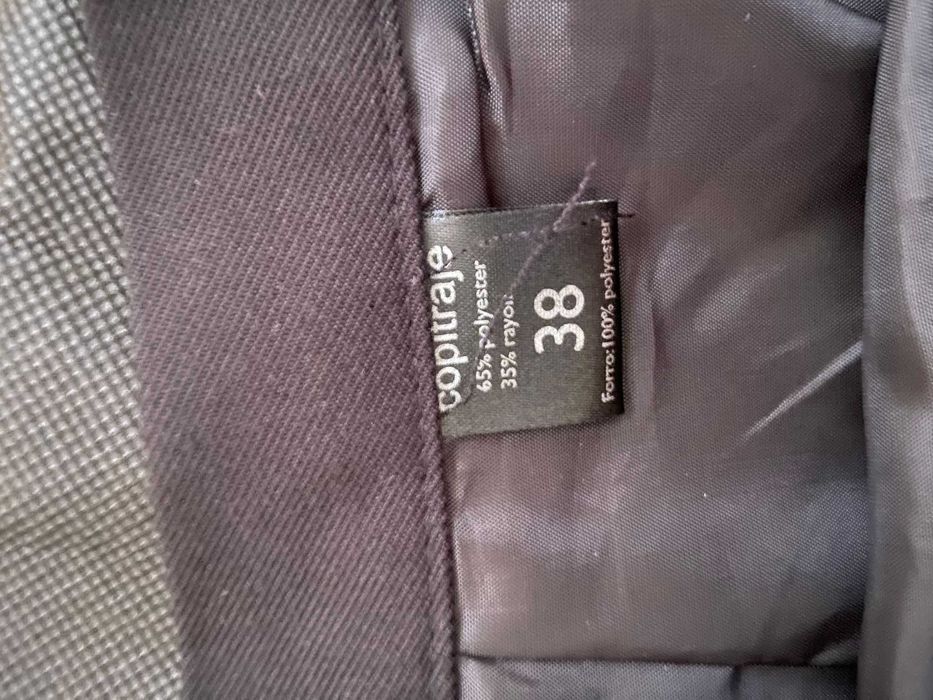 copitraje
65% polyester
35% rayon
38
Forro:100% polyester